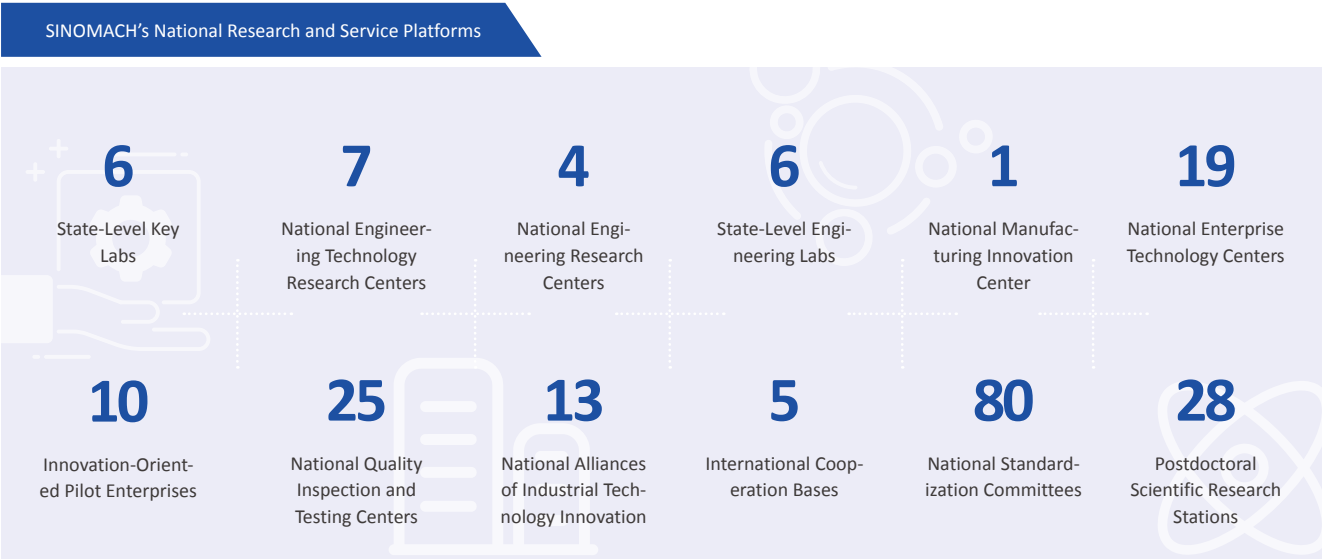 SINOMACH’s National Research and Service Platforms
6
State-Level Key
Labs
7
National Engineer-
ing Technology
Research Centers
4
National Engi-
neering Research
Centers
6
State-Level Engi-
neering Labs
1
National Manufac-
turing Innovation
Center
19
National Enterprise
Technology Centers
10
Innovation-Orient-
ed Pilot Enterprises
25
National Quality
Inspection and
Testing Centers
13
National Alliances
of Industrial Tech-
nology Innovation
5
International Coop-
eration Bases
80
National Standard-
ization Committees
28
Postdoctoral
Scientific Research
Stations